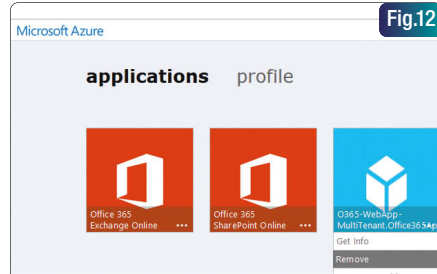 Fig.12
Microsoft Azure
applications profile
Office 365
Exchange Online
Office 365
SharePoint Online
O365-WebApp-
MultiTenant.Office365Ap
Get Info
Remove